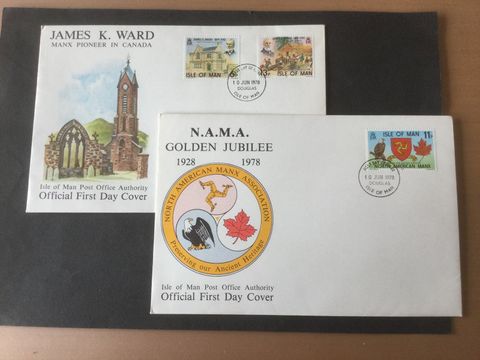 JAMES K. WARD
MANX PIONEER IN CANADA
ISLE OF MAN
ISLE OF MAN
10 JUN 1978
DOUGLAS
ISLE OF MAN
Isle of Man Post Office Authority
Official First Day Cover
N.A.M.A.
GOLDEN JUBILEE
1928 1978
NORTH AMERICAN MANX ASSOCIATION
Preserving our Ancient Heritage
Isle of Man Post Office Authority
Official First Day Cover
ISLE OF MAN 11
NORTH AMERICAN MANX
10 JUN 1978
DOUGLAS
ISLE OF MAN